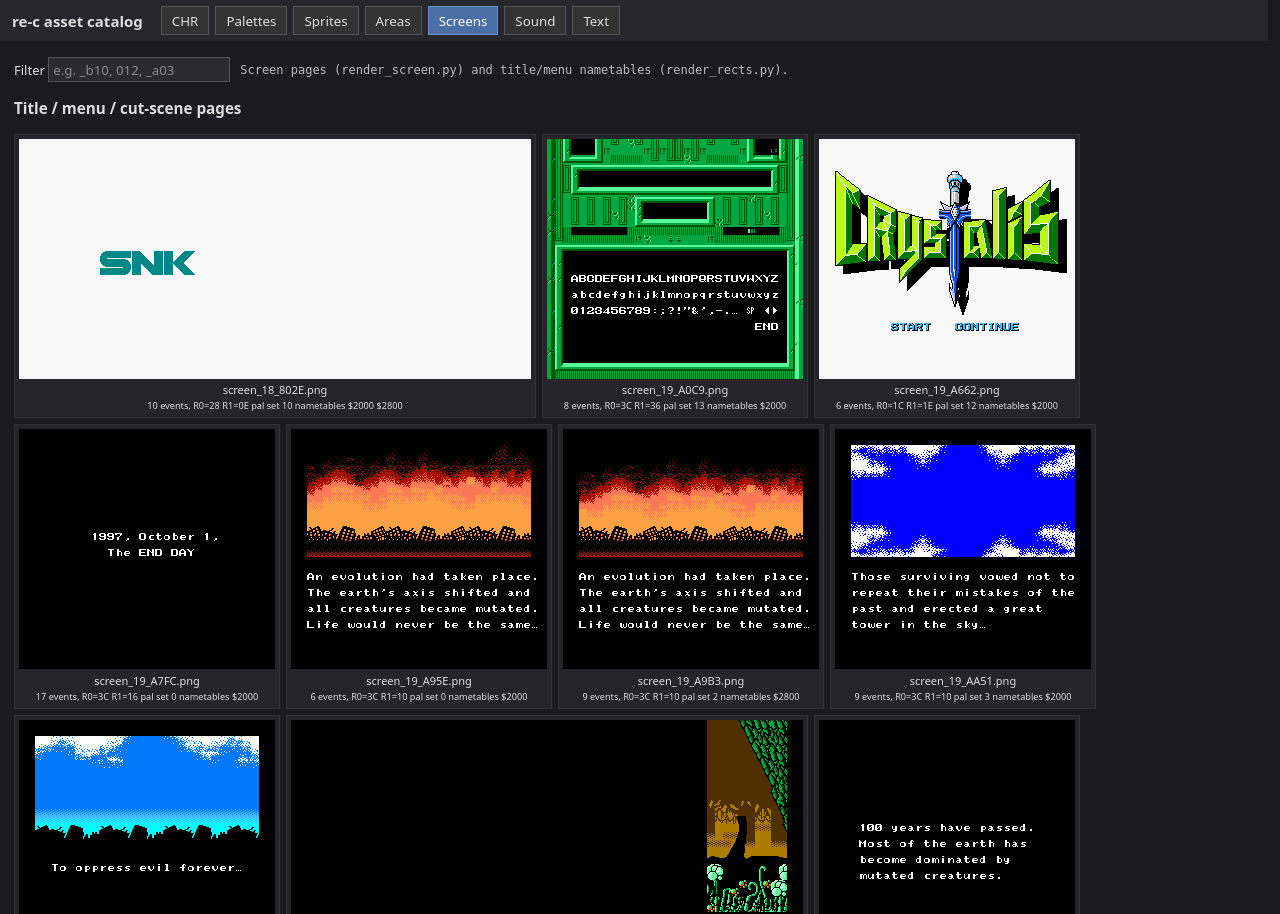 re-c asset catalog
CHR
Palettes
Sprites
Areas
Screens
Sound
Text
Filter
e.g. _b10, 012, _a03
Screen pages (render_screen.py) and title/menu nametables (render_rects.py).
Title / menu / cut-scene pages
SNK
screen_18_802E.png
10 events, R0=28 R1=0E pal set 10 nametables $2000 $2800
ABCDEFGHIJKLMNOPQRSTUVWXYZ
abcdefghijklmnopqrstuvwxyz
0123456789:;?!"&',-.… SP ◀▶
END
screen_19_A0C9.png
8 events, R0=3C R1=36 pal set 13 nametables $2000
CRystaliS
START CONTINUE
screen_19_A662.png
6 events, R0=1C R1=1E pal set 12 nametables $2000
1997, October 1,
The END DAY
screen_19_A7FC.png
17 events, R0=3C R1=16 pal set 0 nametables $2000
An evolution had taken place.
The earth's axis shifted and
all creatures became mutated.
Life would never be the same…
screen_19_A95E.png
6 events, R0=3C R1=10 pal set 0 nametables $2000
An evolution had taken place.
The earth's axis shifted and
all creatures became mutated.
Life would never be the same…
screen_19_A9B3.png
9 events, R0=3C R1=10 pal set 2 nametables $2800
Those surviving vowed not to
repeat their mistakes of the
past and erected a great
tower in the sky…
screen_19_AA51.png
9 events, R0=3C R1=10 pal set 3 nametables $2000
To oppress evil forever…
100 years have passed.
Most of the earth has
become dominated by
mutated creatures.